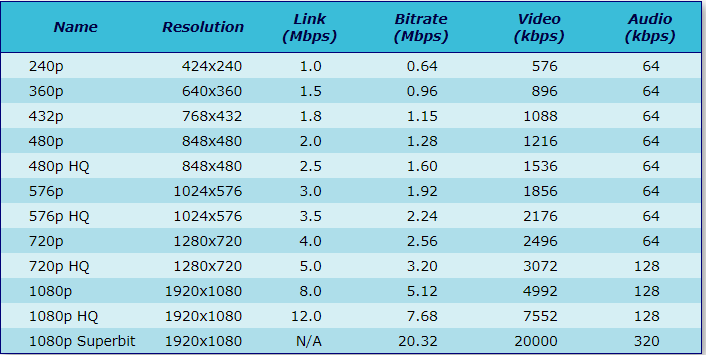 Name Resolution Link (Mbps) Bitrate (Mbps) Video (kbps) Audio (kbps)
240p 424x240 1.0 0.64 576 64
360p 640x360 1.5 0.96 896 64
432p 768x432 1.8 1.15 1088 64
480p 848x480 2.0 1.28 1216 64
480p HQ 848x480 2.5 1.60 1536 64
576p 1024x576 3.0 1.92 1856 64
576p HQ 1024x576 3.5 2.24 2176 64
720p 1280x720 4.0 2.56 2496 64
720p HQ 1280x720 5.0 3.20 3072 128
1080p 1920x1080 8.0 5.12 4992 128
1080p HQ 1920x1080 12.0 7.68 7552 128
1080p Superbit 1920x1080 N/A 20.32 20000 320